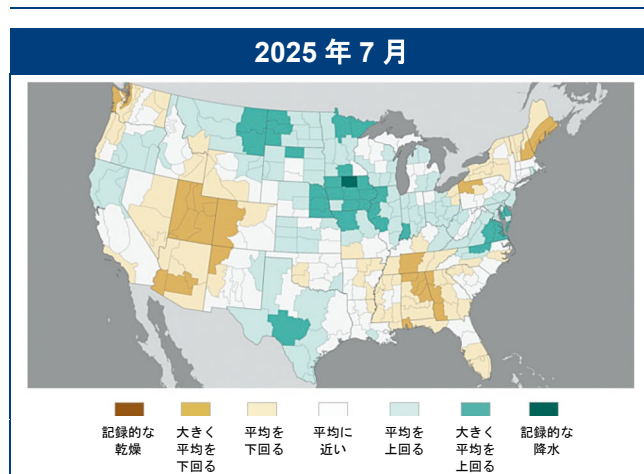 2025 年 7 月
記録的な
乾燥
大きく
平均を
下回る
平均を
下回る
平均に
近い
平均を
上回る
大きく
平均を
上回る
記録的な
降水